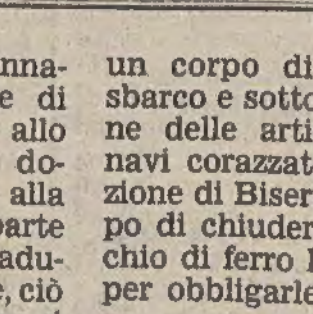 nna-
e di
allo
do-
alla
parte
adu-
e, ciò
un corpo di
sbarco e sotto
ne delle arti
navi corazzat
zione di Biser
po di chiuder
chio di ferro l
per obbligarle